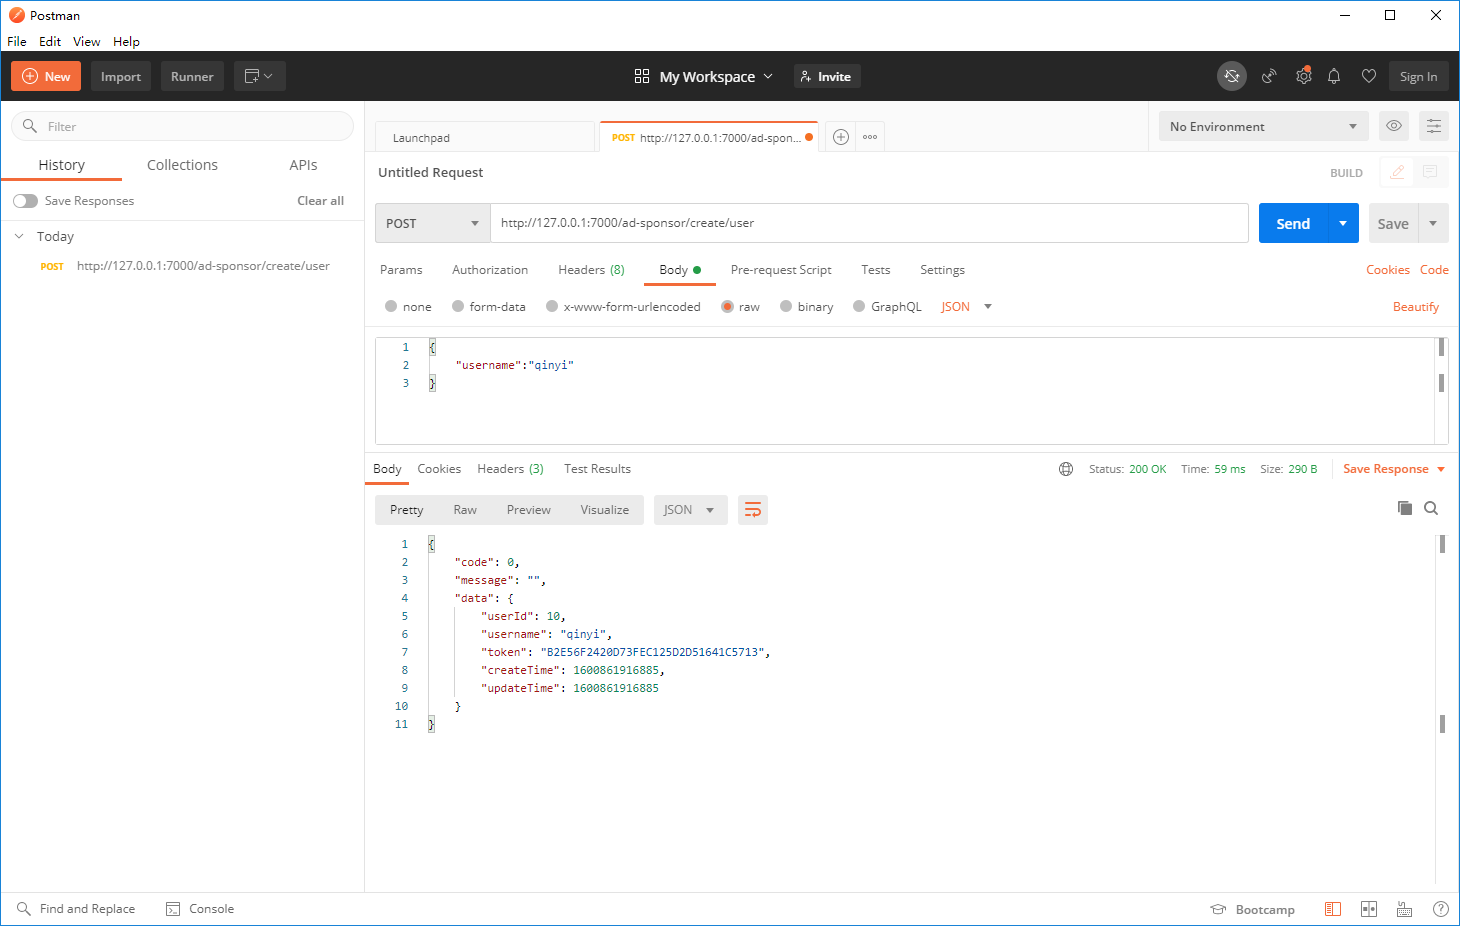 Postman
File Edit View Help
New Import Runner My Workspace Invite Sign In
Filter
History Collections APIs
Save Responses Clear all
Today
POST http://127.0.0.1:7000/ad-sponsor/create/user
Launchpad POST http://127.0.0.1:7000/ad-spon... No Environment
Untitled Request BUILD
POST http://127.0.0.1:7000/ad-sponsor/create/user Send Save
Params Authorization Headers (8) Body Pre-request Script Tests Settings Cookies Code
none form-data x-www-form-urlencoded raw binary GraphQL JSON Beautify
1 {
2 "username":"qinyi"
3 }
Body Cookies Headers (3) Test Results Status: 200 OK Time: 59 ms Size: 290 B Save Response
Pretty Raw Preview Visualize JSON
1 {
2 "code": 0,
3 "message": "",
4 "data": {
5 "userId": 10,
6 "username": "qinyi",
7 "token": "B2E56F2420D73FEC125D2D51641C5713",
8 "createTime": 1600861916885,
9 "updateTime": 1600861916885
10 }
11 }
Find and Replace Console Bootcamp